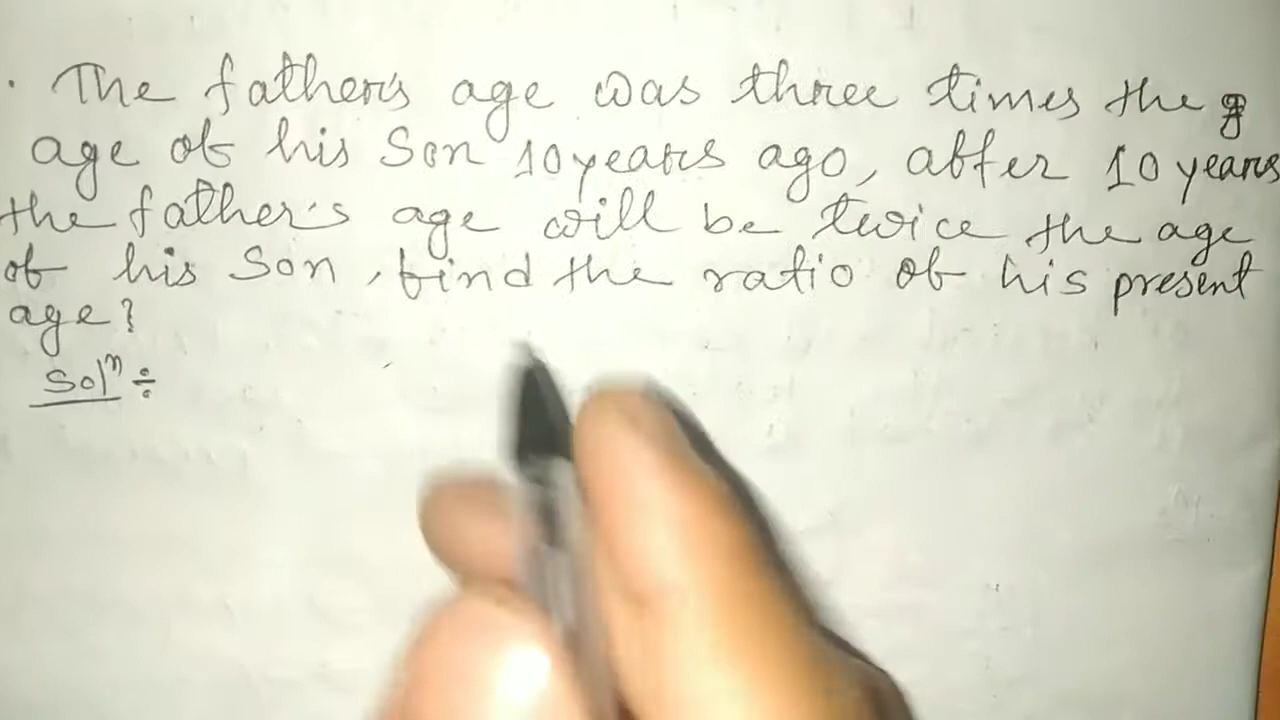 . The father's age was three times the
age of his Son 10 years ago, after 10 years
the father's age will be twice the age
of his Son, find the ratio of his present
age?
Solⁿ ÷